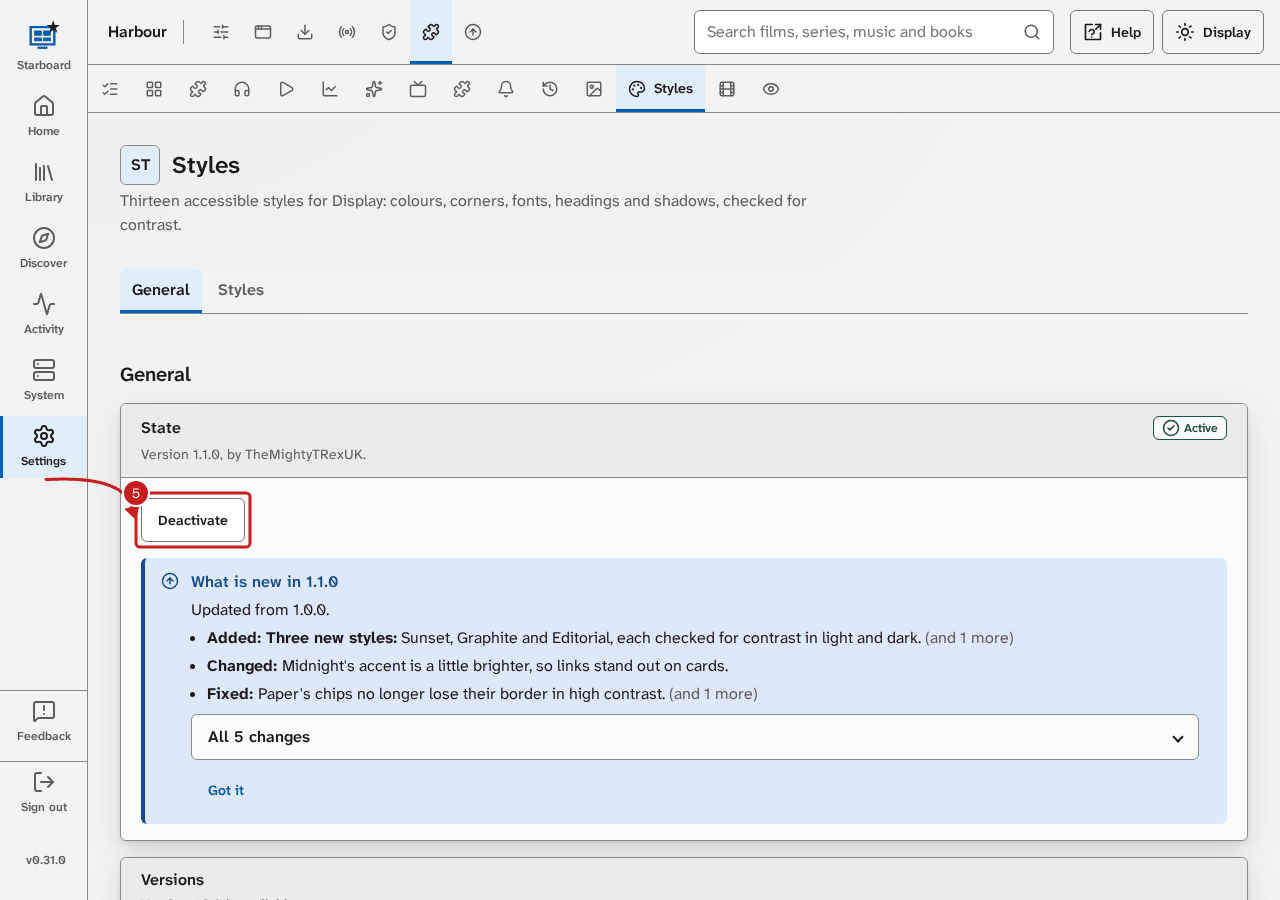 Starboard
Home
Library
Discover
Activity
System
Settings
Feedback
Sign out
v0.31.0
Harbour
Search films, series, music and books
Help
Display
Styles
ST
Styles
Thirteen accessible styles for Display: colours, corners, fonts, headings and shadows, checked for
contrast.
General
Styles
General
State
Active
Version 1.1.0, by TheMightyTRexUK.
5
Deactivate
What is new in 1.1.0
Updated from 1.0.0.
• Added: Three new styles: Sunset, Graphite and Editorial, each checked for contrast in light and dark. (and 1 more)
• Changed: Midnight's accent is a little brighter, so links stand out on cards.
• Fixed: Paper's chips no longer lose their border in high contrast. (and 1 more)
All 5 changes
Got it
Versions